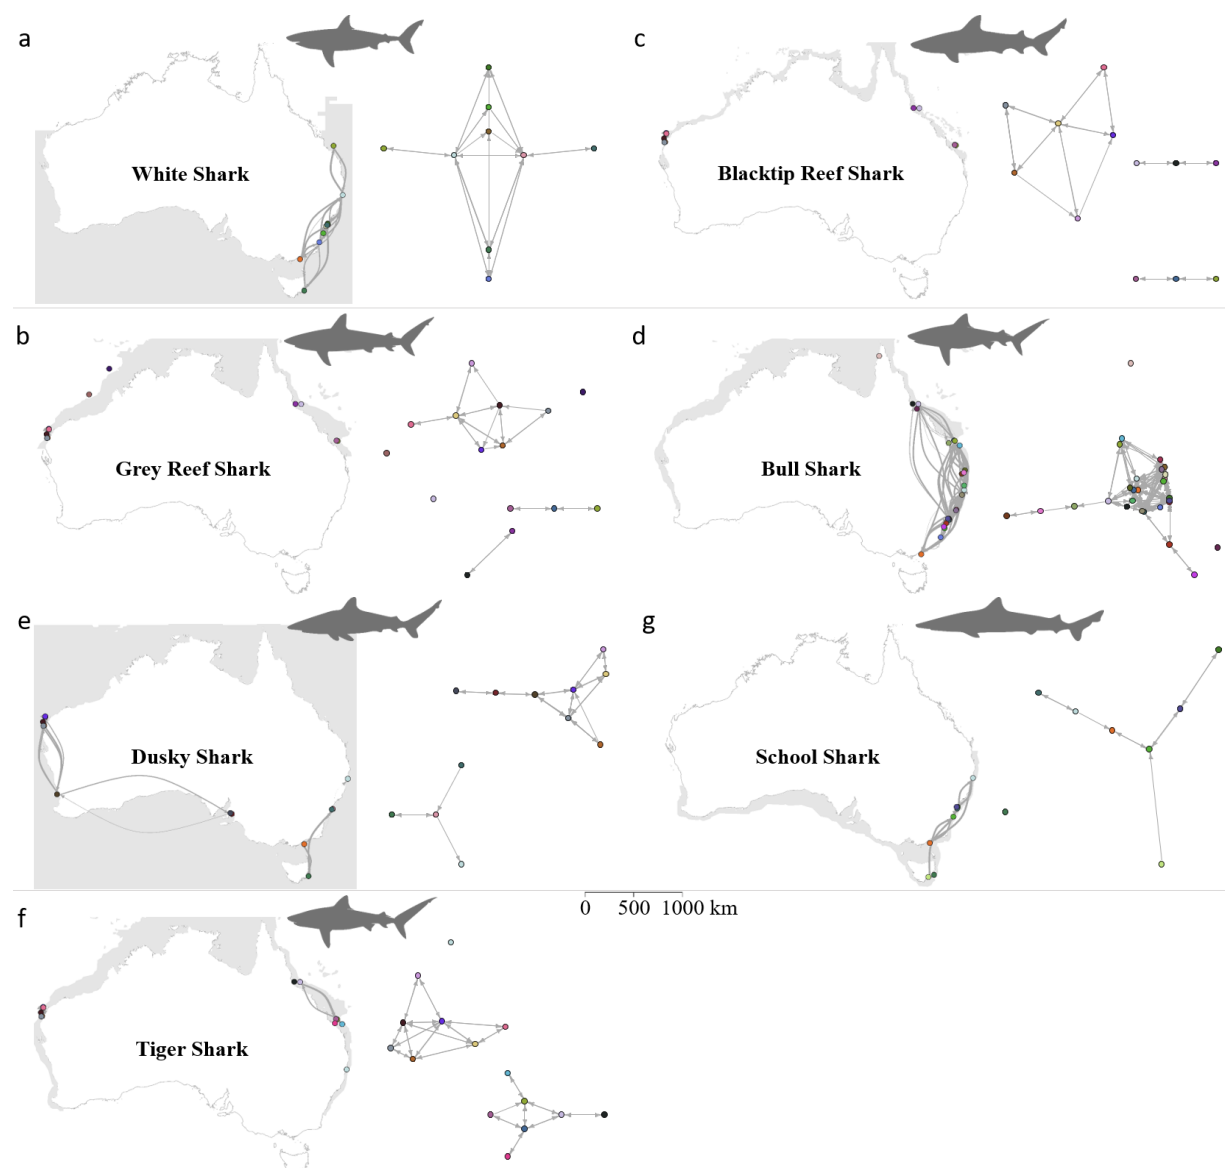 a
White Shark
c
Blacktip Reef Shark
b
Grey Reef Shark
d
Bull Shark
e
Dusky Shark
g
School Shark
0 500 1000 km
f
Tiger Shark